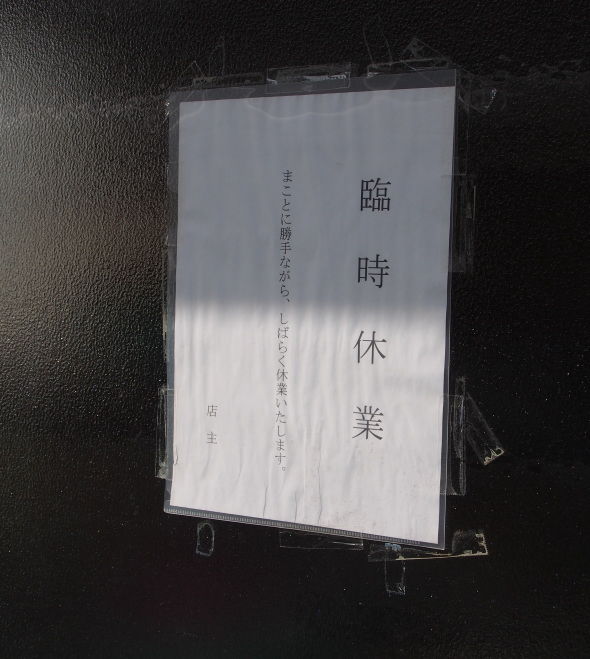 臨時休業
まことに勝手ながら、しばらく休業いたします。
店主